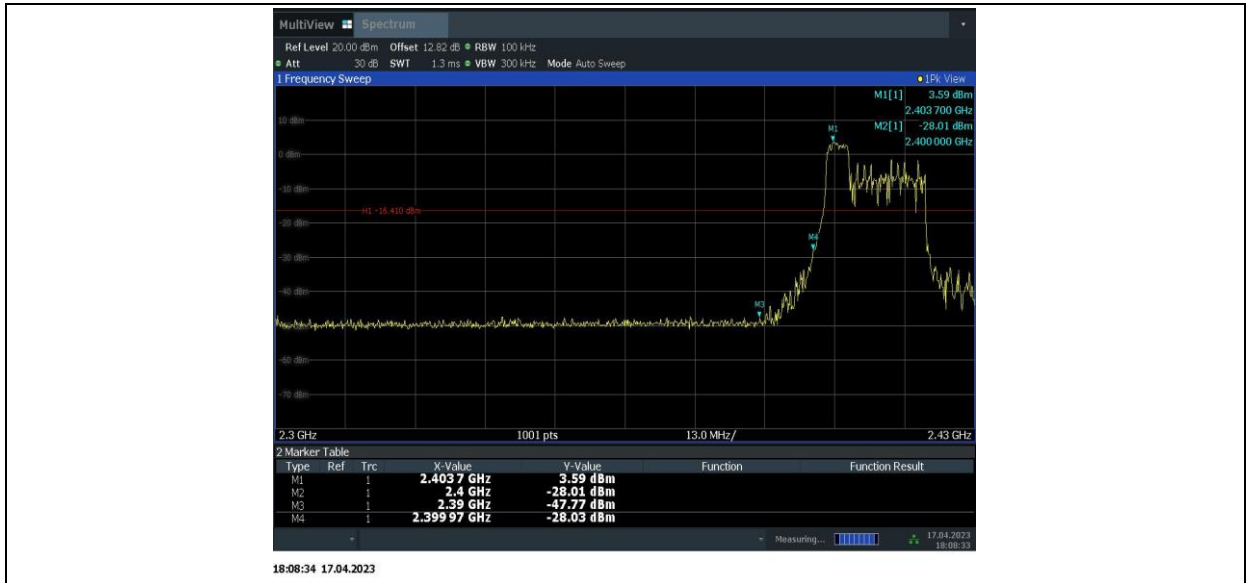 MultiView Spectrum
Ref Level 20.00 dBm Offset 12.82 dB RBW 100 kHz
Att 30 dB SWT 1.3 ms VBW 300 kHz Mode Auto Sweep
1 Frequency Sweep 1Pk View
M1[1] 3.59 dBm
2.403 700 GHz
10 dBm
M1 M2[1] -28.01 dBm
2.400 000 GHz
0 dBm
-10 dBm
H1 -16.410 dBm
-20 dBm
M4
-30 dBm
-40 dBm
M3
-60 dBm
-70 dBm
2.3 GHz 1001 pts 13.0 MHz/ 2.43 GHz
2 Marker Table
Type Ref Trc X-Value Y-Value Function Function Result
M1 1 2.403 7 GHz 3.59 dBm
M2 1 2.4 GHz -28.01 dBm
M3 1 2.39 GHz -47.77 dBm
M4 1 2.399 97 GHz -28.03 dBm
Measuring... 17.04.2023
18:08:33
18:08:34 17.04.2023